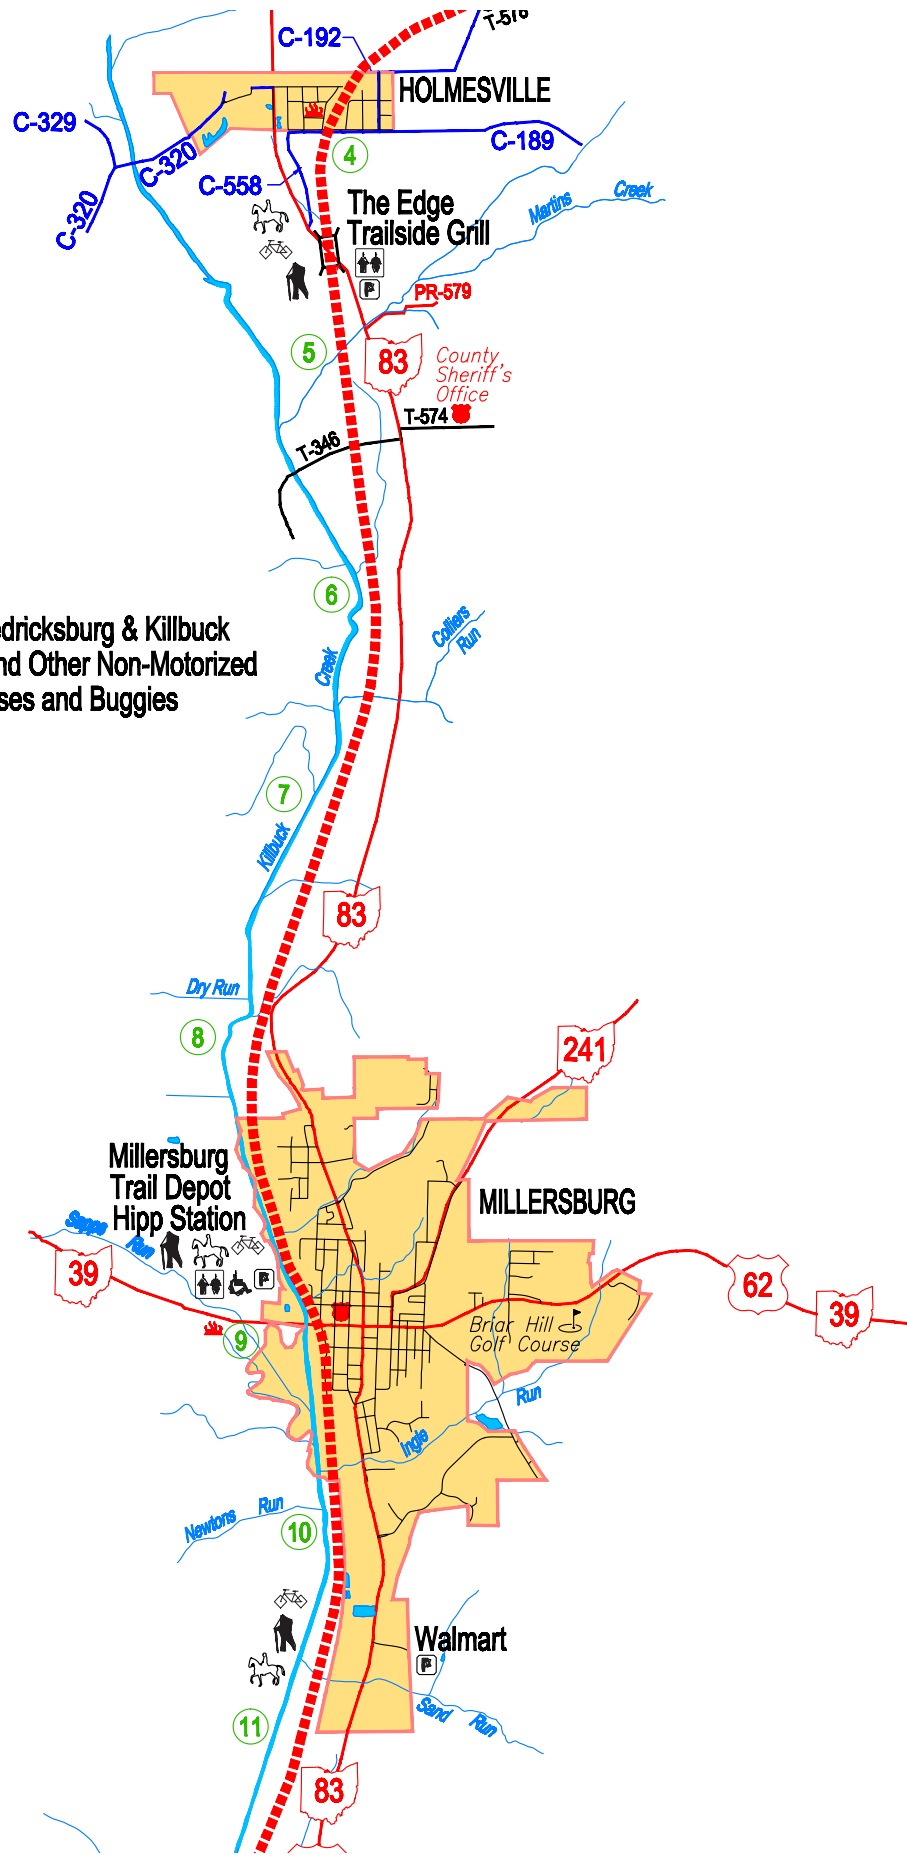 T-576
C-192
HOLMESVILLE
C-329
C-189
4
C-320
C-558
C-320
The Edge
Trailside Grill
Martins Creek
P
PR-579
5
83
County
Sheriff's
Office
T-574
T-346
6
edricksburg & Killbuck
nd Other Non-Motorized
ses and Buggies
Colliers
Run
Creek
7
Killbuck
83
Dry Run
8
241
Millersburg
Trail Depot
Hipp Station
MILLERSBURG
Sapps Run
P
39
62
39
9
Briar Hill
Golf Course
Run
Ingle
Newtons Run
10
Walmart
P
Sand Run
11
83